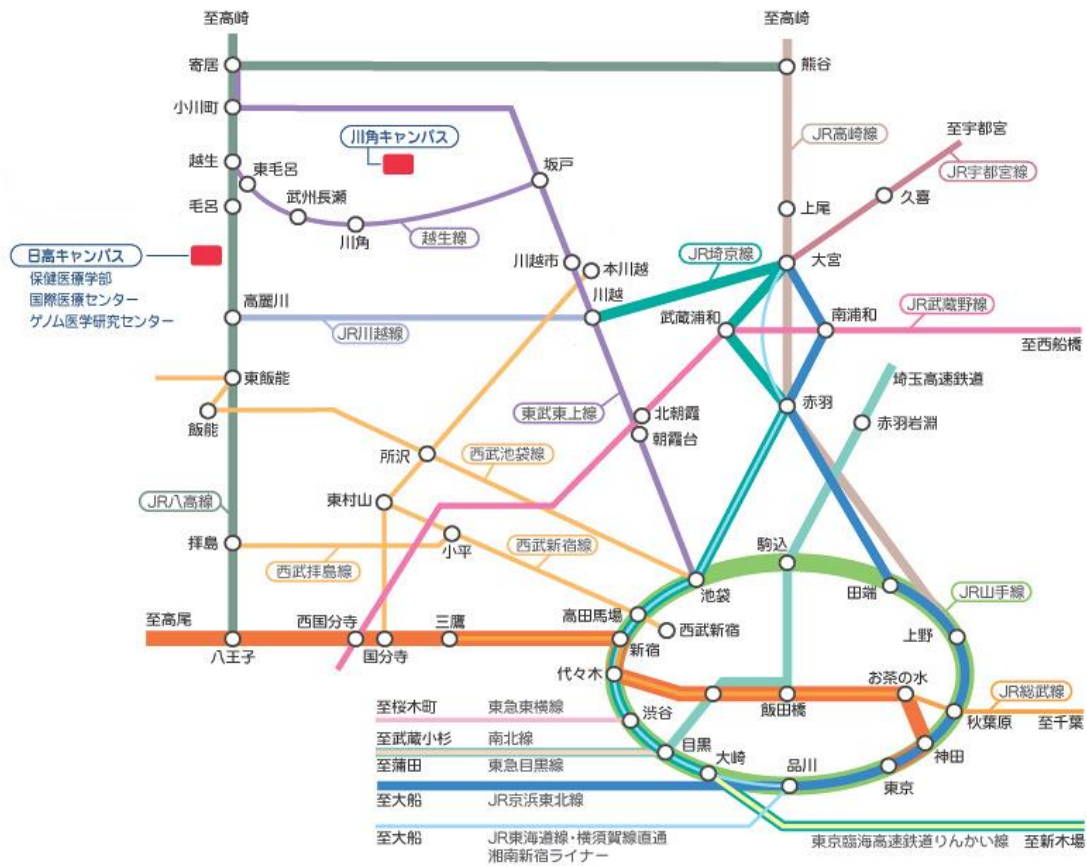 至高崎
至高崎
寄居
熊谷
小川町
JR高崎線
至宇都宮
川角キャンパス
JR宇都宮線
越生
東毛呂
坂戸
久喜
武州長瀬
毛呂
上尾
川角
越生線
日高キャンパス
保健医療学部
国際医療センター
ゲノム医学研究センター
川越市
本川越
JR埼京線
大宮
高麗川
川越
JR川越線
武蔵浦和
南浦和
JR武蔵野線
至西船橋
東飯能
埼玉高速鉄道
飯能
東武東上線
北朝霞
朝霞台
赤羽
赤羽岩淵
所沢
西武池袋線
JR八高線
東村山
拝島
小平
西武新宿線
西武拝島線
駒込
池袋
田端
JR山手線
至高尾
八王子
西国分寺
国分寺
三鷹
高田馬場
西武新宿
新宿
上野
代々木
お茶の水
飯田橋
JR総武線
秋葉原
至千葉
至桜木町 東急東横線
渋谷
神田
至武蔵小杉 南北線
目黒
大崎
品川
東京
至蒲田 東急目黒線
至大船 JR京浜東北線
至大船 JR東海道線・横須賀線直通
湘南新宿ライナー
東京臨海高速鉄道りんかい線 至新木場